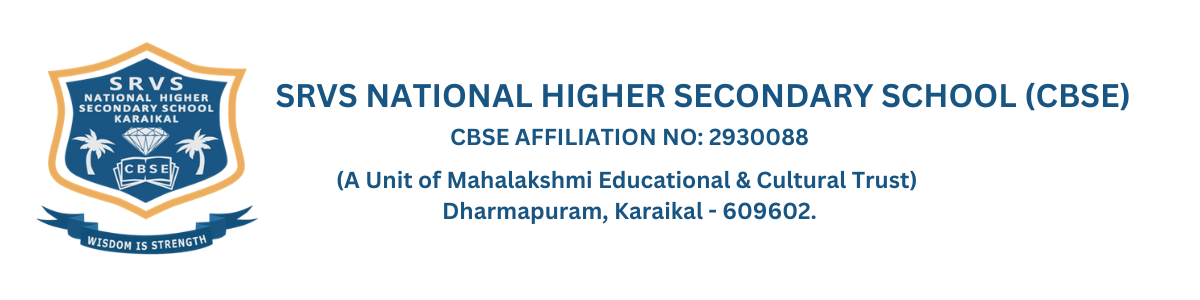 SRVS
NATIONAL HIGHER
SECONDARY SCHOOL
KARAIKAL
CBSE
WISDOM IS STRENGTH
SRVS NATIONAL HIGHER SECONDARY SCHOOL (CBSE)
CBSE AFFILIATION NO: 2930088
(A Unit of Mahalakshmi Educational & Cultural Trust)
Dharmapuram, Karaikal - 609602.